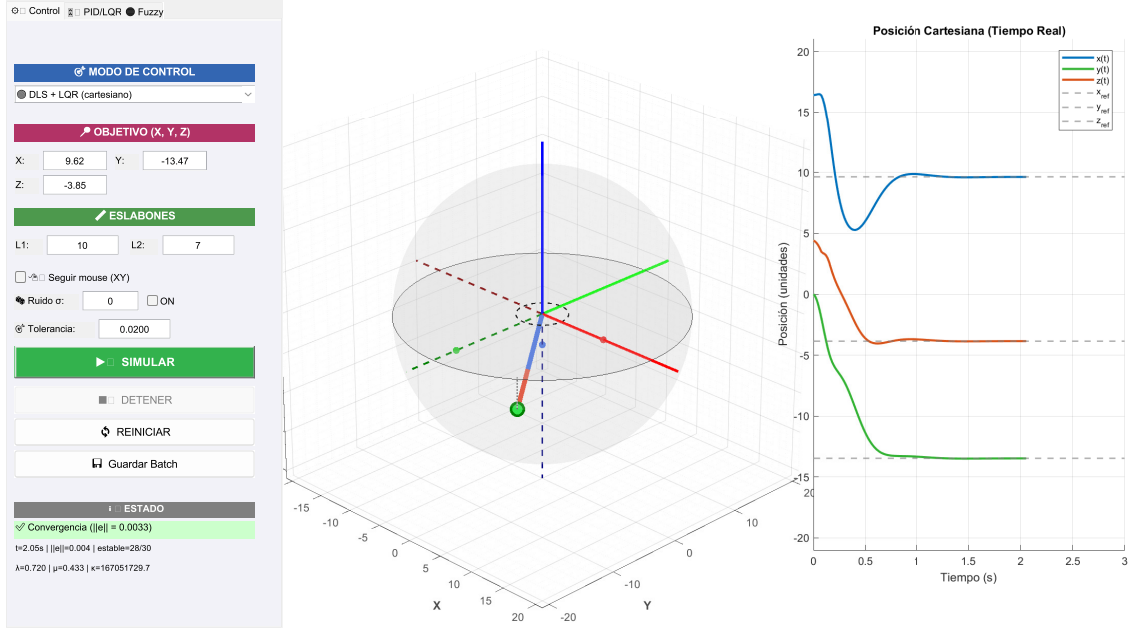 Control PID/LQR Fuzzy
MODO DE CONTROL
DLS + LQR (cartesiano)
OBJETIVO (X, Y, Z)
X: 9.62 Y: -13.47
Z: -3.85
ESLABONES
L1: 10 L2: 7
Seguir mouse (XY)
Ruido σ: 0 ON
Tolerancia: 0.0200
SIMULAR
DETENER
REINICIAR
Guardar Batch
ESTADO
Convergencia (||e|| = 0.0033)
t=2.05s | ||e||=0.004 | estable=28/30
λ=0.720 | μ=0.433 | κ=167051729.7
-15
-10
-5
0
5
10
15
20
X
-20
-10
0
10
20
Y
Posición Cartesiana (Tiempo Real)
x(t)
y(t)
z(t)
x_ref
y_ref
z_ref
Posición (unidades)
20
15
10
5
0
-5
-10
-15
-20
0 0.5 1 1.5 2 2.5 3
Tiempo (s)